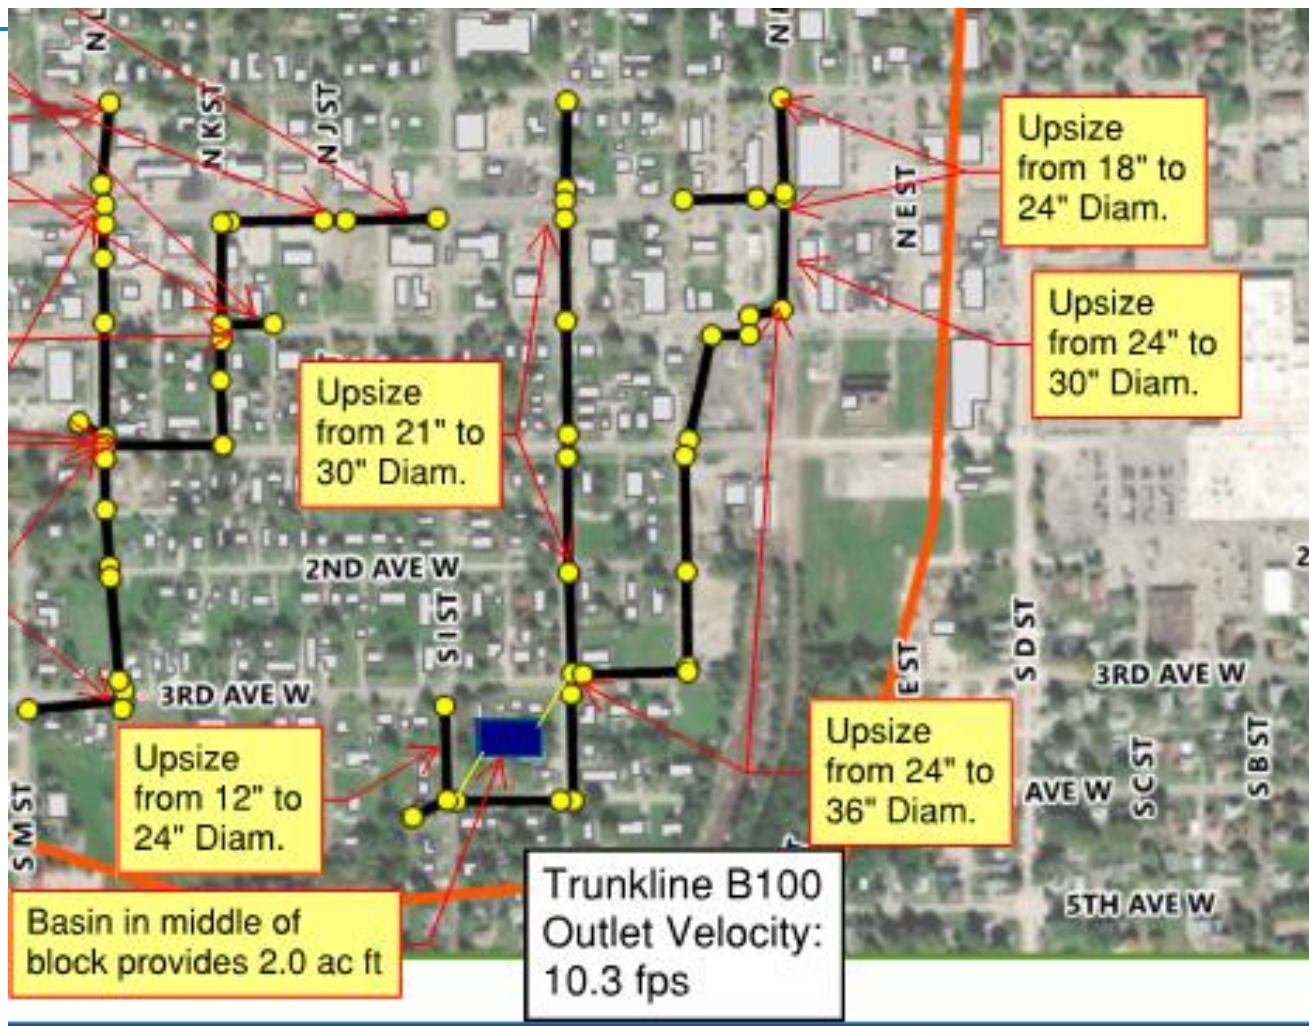 N K ST
N J ST
Upsize
from 18" to
24" Diam.
N E ST
Upsize
from 24" to
30" Diam.
Upsize
from 21" to
30" Diam.
2ND AVE W
S I ST
S D ST
E ST
3RD AVE W
3RD AVE W
Upsize
from 12" to
24" Diam.
Upsize
from 24" to
36" Diam.
AVE W
S C ST
S B ST
S M ST
Trunkline B100
Outlet Velocity:
10.3 fps
5TH AVE W
Basin in middle of
block provides 2.0 ac ft